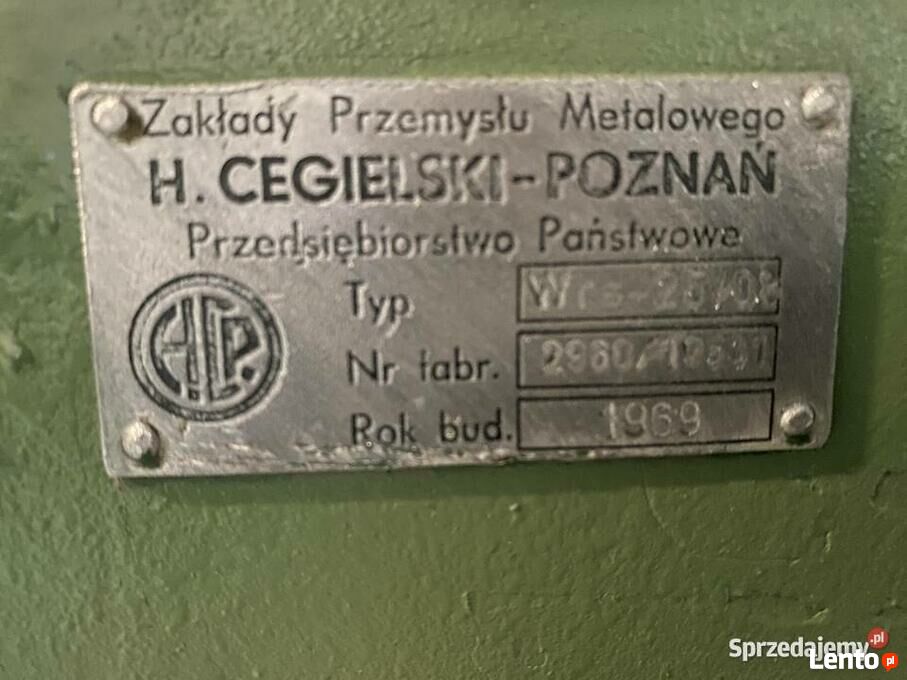 Zakłady Przemysłu Metalowego
H. CEGIELSKI-POZNAŃ
Przedsiębiorstwo Państwowe
HCP
Typ
Nr fabr.
Rok bud. 1969
Sprzedajemy.pl
Lento.pl